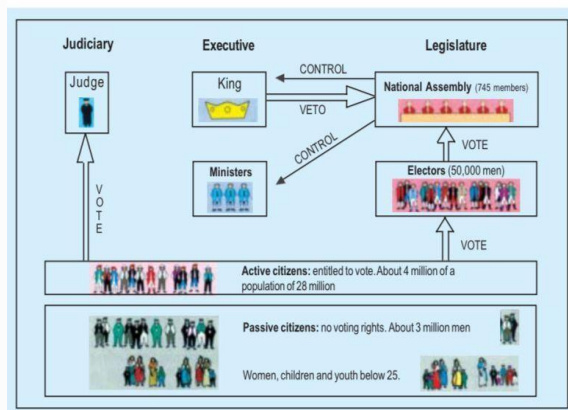 Judiciary
Executive
Legislature
Judge
King
CONTROL
VETO
National Assembly (745 members)
CONTROL
VOTE
Ministers
Electors (50,000 men)
VOTE
VOTE
Active citizens: entitled to vote. About 4 million of a
population of 28 million
Passive citizens: no voting rights. About 3 million men
Women, children and youth below 25.